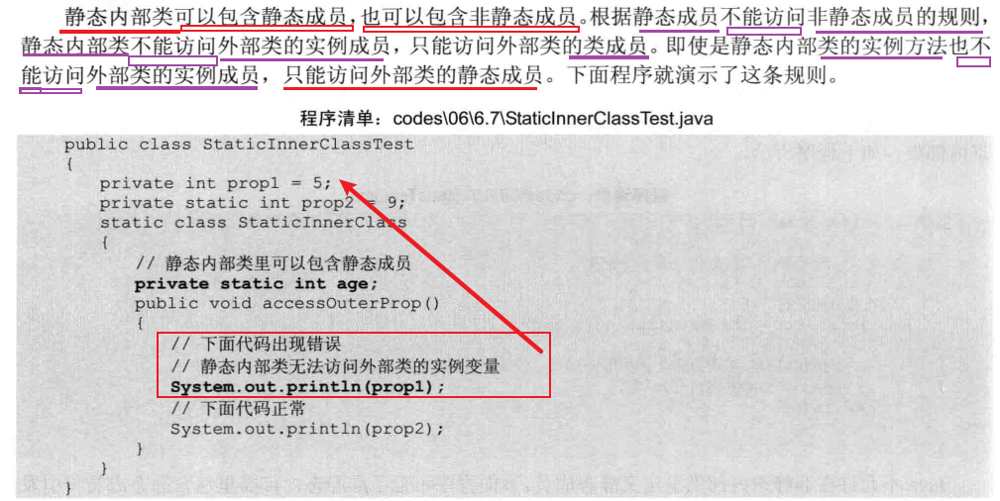 静态内部类可以包含静态成员，也可以包含非静态成员。根据静态成员不能访问非静态成员的规则，
静态内部类不能访问外部类的实例成员，只能访问外部类的类成员。即使是静态内部类的实例方法也不
能访问外部类的实例成员，只能访问外部类的静态成员。下面程序就演示了这条规则。
程序清单：codes\06\6.7\StaticInnerClassTest.java
public class StaticInnerClassTest
{
private int prop1 = 5;
private static int prop2 = 9;
static class StaticInnerClass
{
// 静态内部类里可以包含静态成员
private static int age;
public void accessOuterProp()
{
// 下面代码出现错误
// 静态内部类无法访问外部类的实例变量
System.out.println(prop1);
// 下面代码正常
System.out.println(prop2);
}
}
}